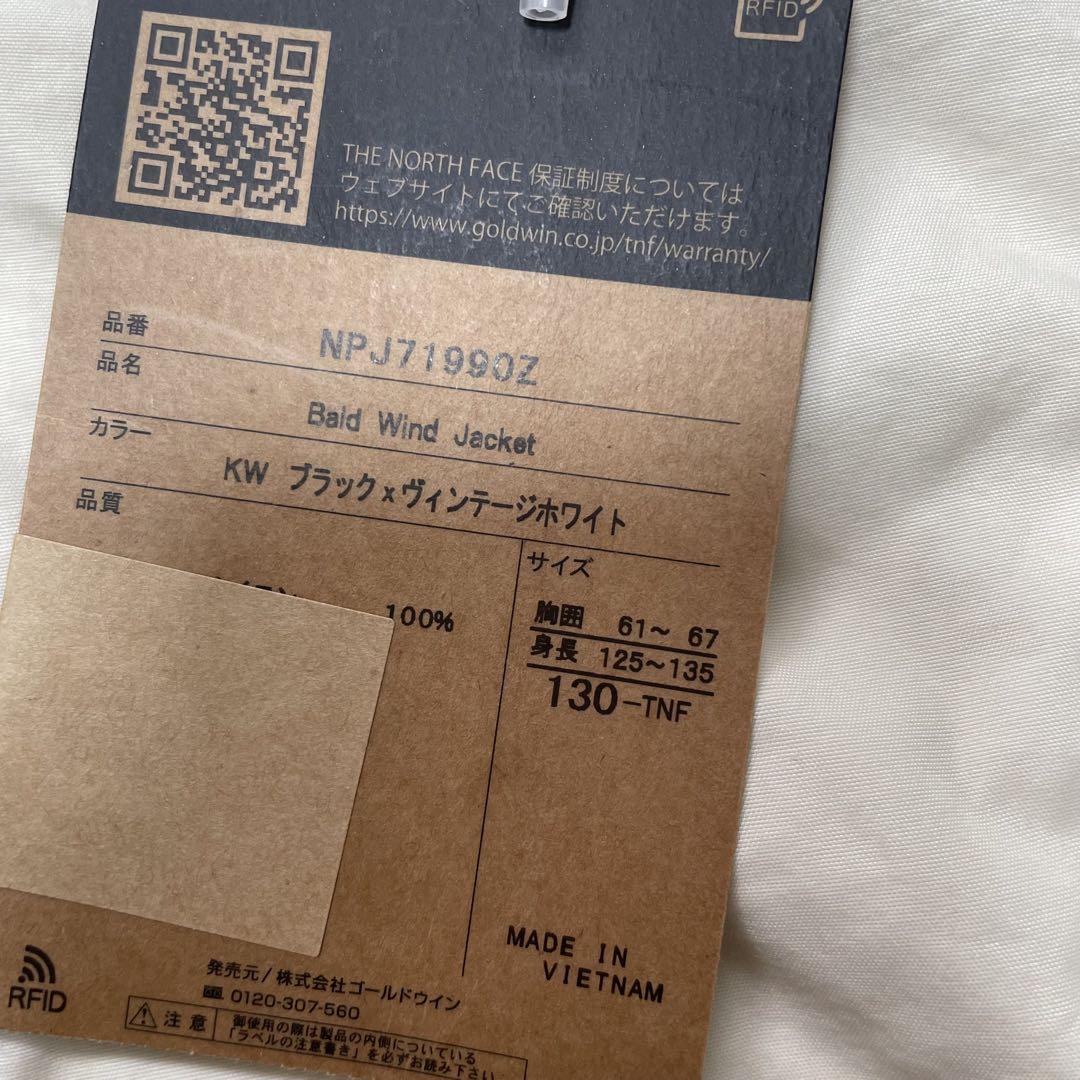 RFID
THE NORTH FACE 保証制度については
ウェブサイトにてご確認いただけます。
https://www.goldwin.co.jp/tnf/warranty/
品番 NPJ71990Z
品名 Bald Wind Jacket
カラー KW ブラックxヴィンテージホワイト
品質
100%
サイズ
胸囲 61～ 67
身長 125～135
130-TNF
MADE IN
VIETNAM
RFID
発売元/株式会社ゴールドウイン
0120-307-560
注意 御使用の際は製品の内側についている
「ラベルの注意書き」を必ずお読み下さい